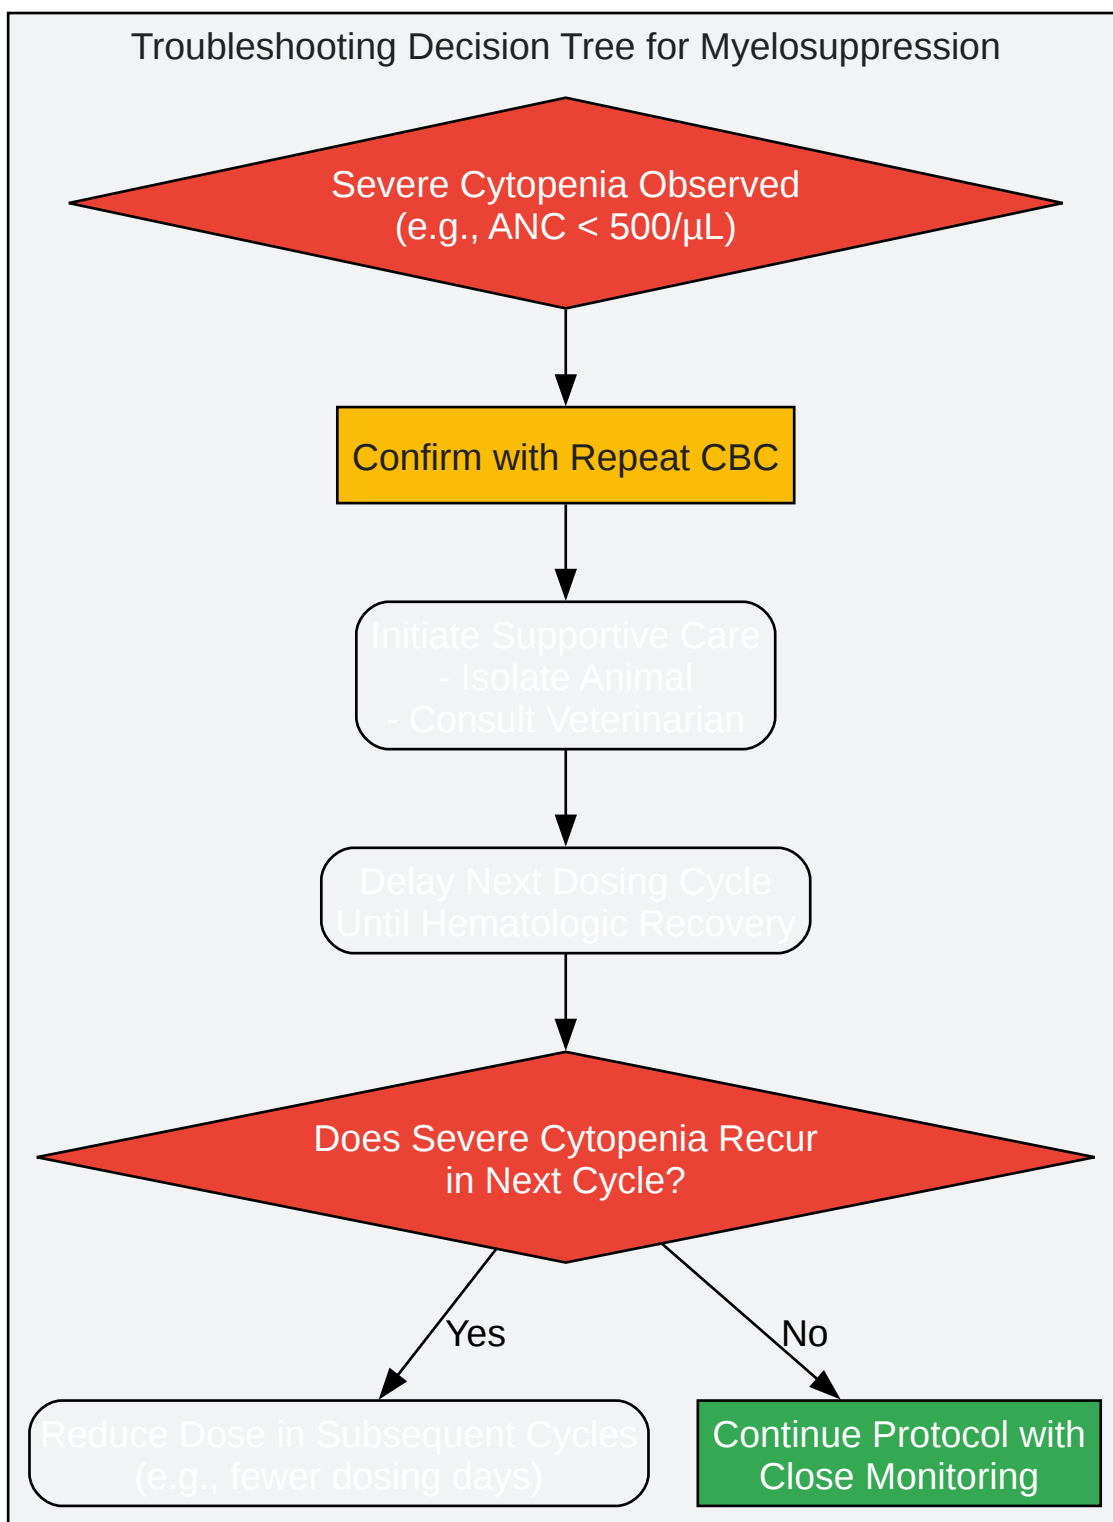 Troubleshooting Decision Tree for Myelosuppression
Severe Cytopenia Observed
(e.g., ANC < 500/µL)
Confirm with Repeat CBC
Initiate Supportive Care
- Isolate Animal
- Consult Veterinarian
Delay Next Dosing Cycle
Until Hematologic Recovery
Does Severe Cytopenia Recur
in Next Cycle?
Yes
No
Reduce Dose in Subsequent Cycles
(e.g., fewer dosing days)
Continue Protocol with
Close Monitoring